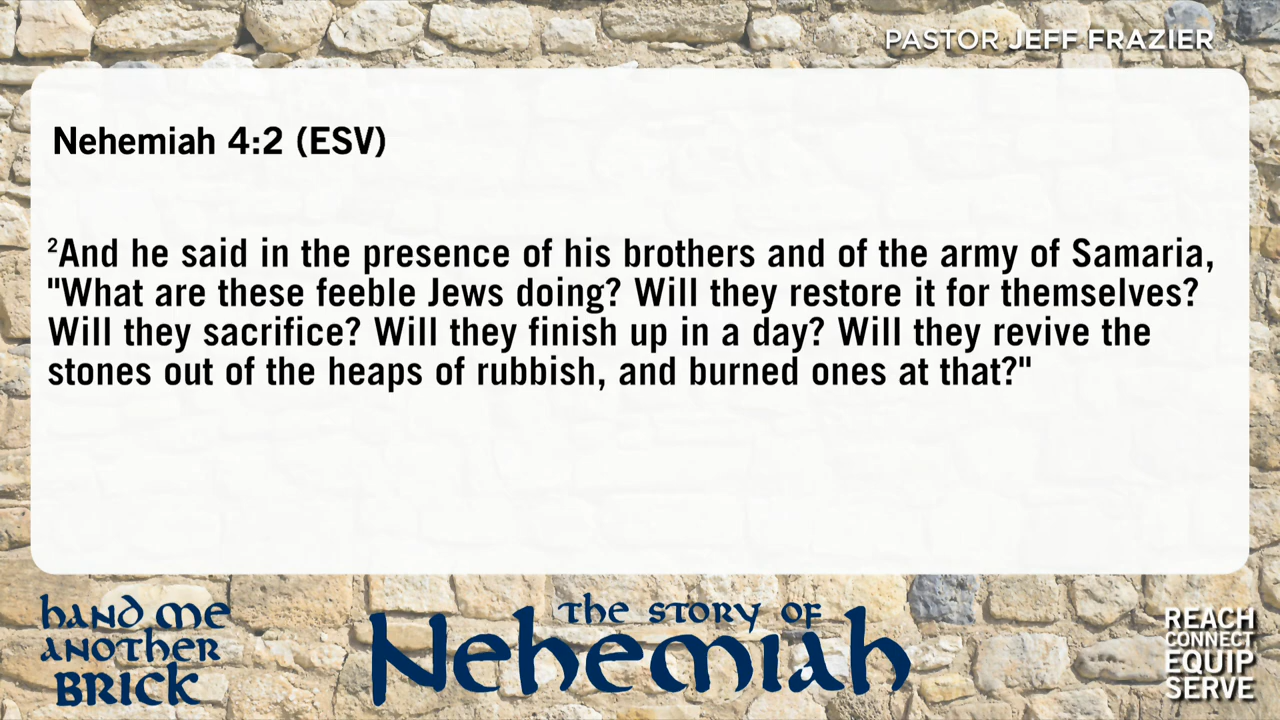 PASTOR JEFF FRAZIER
Nehemiah 4:2 (ESV)
2And he said in the presence of his brothers and of the army of Samaria,
"What are these feeble Jews doing? Will they restore it for themselves?
Will they sacrifice? Will they finish up in a day? Will they revive the
stones out of the heaps of rubbish, and burned ones at that?"
hand me
another
brick
the story of
Nehemiah
REACH
CONNECT
EQUIP
SERVE